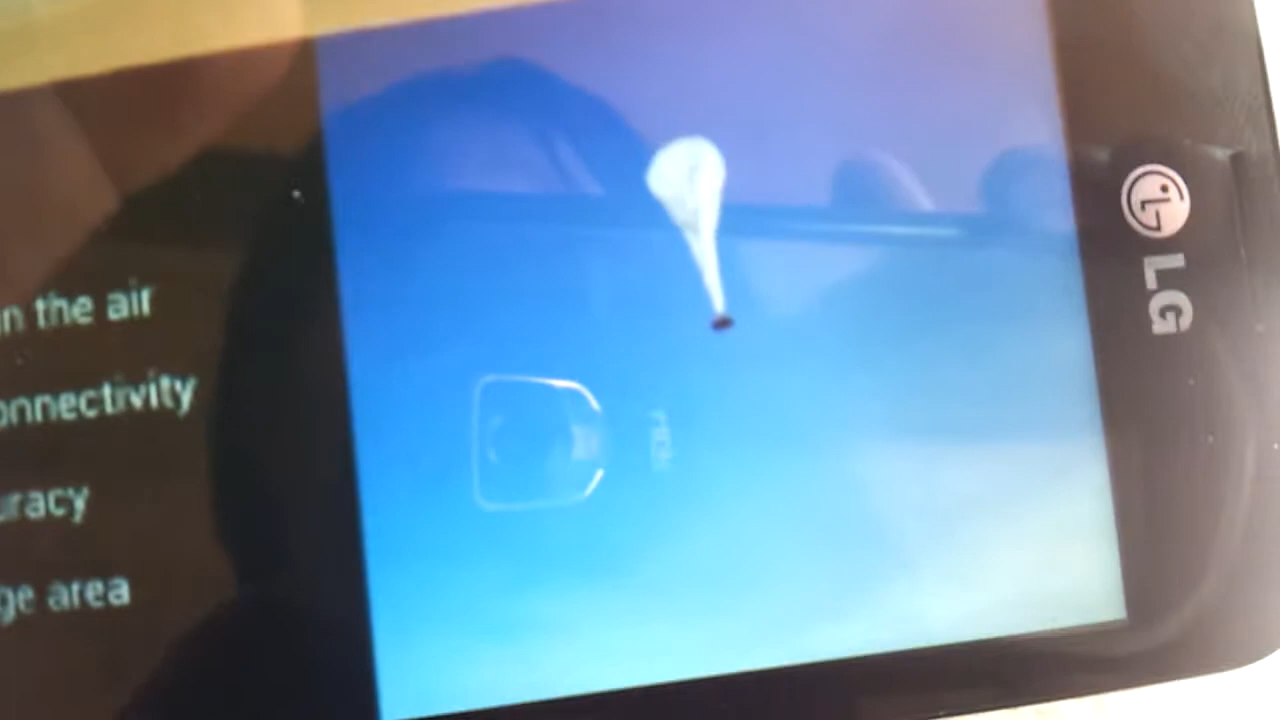 n the air
onnectivity
uracy
ge area
LG